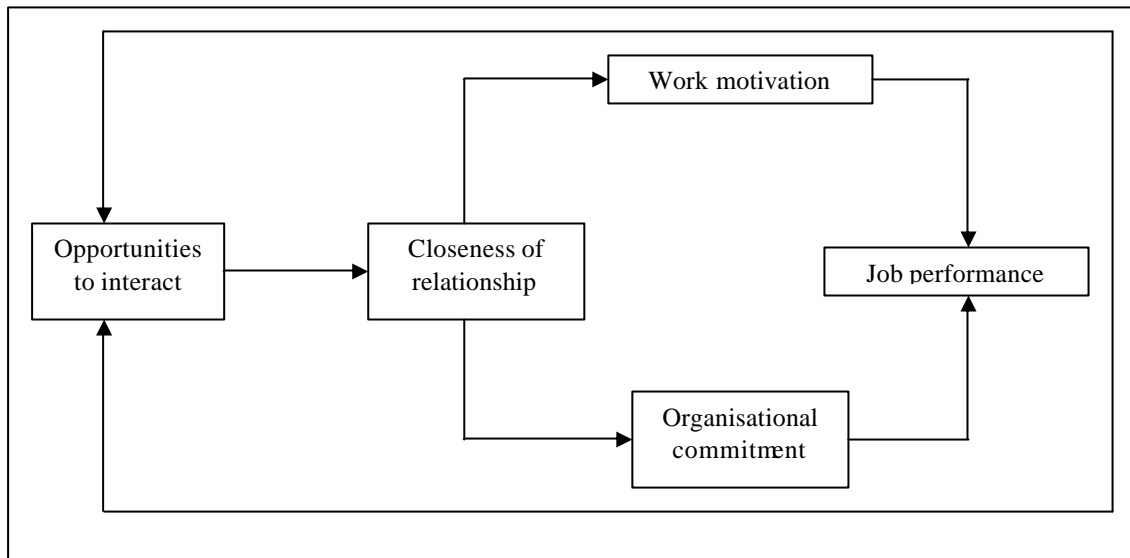 Work motivation
Opportunities
to interact
Closeness of
relationship
Job performance
Organisational
commitment